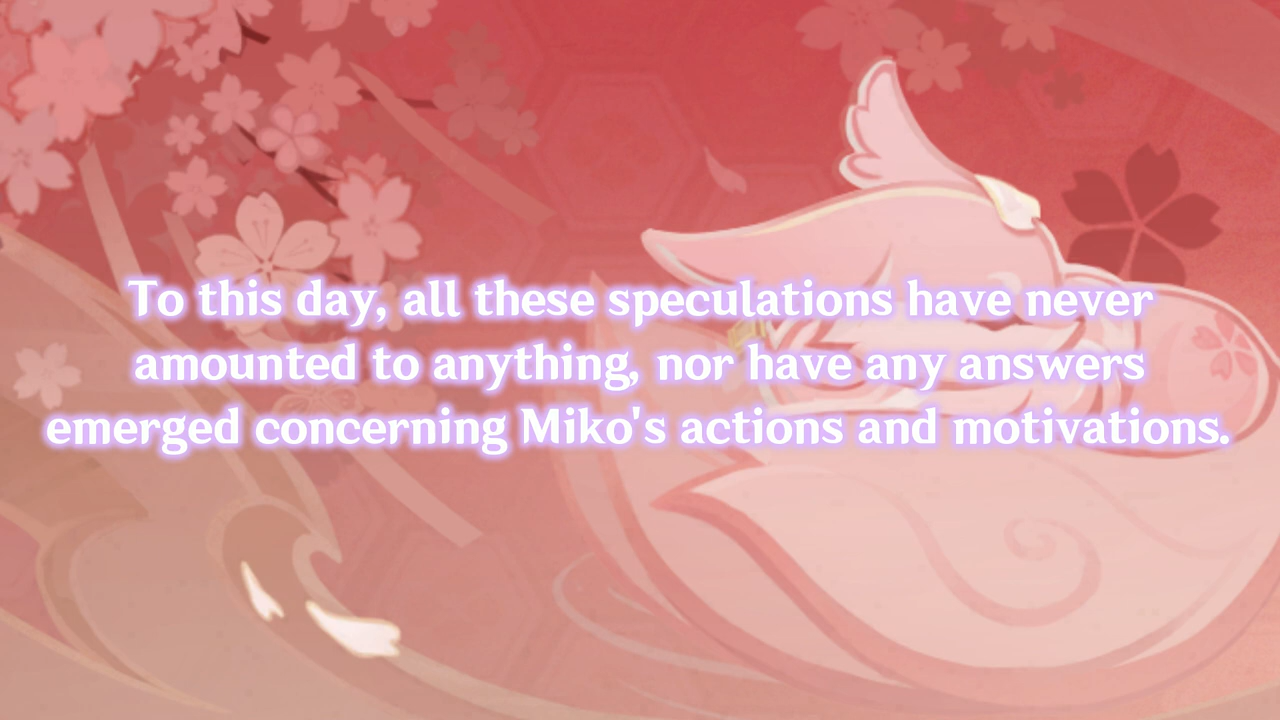 To this day, all these speculations have never
amounted to anything, nor have any answers
emerged concerning Miko's actions and motivations.